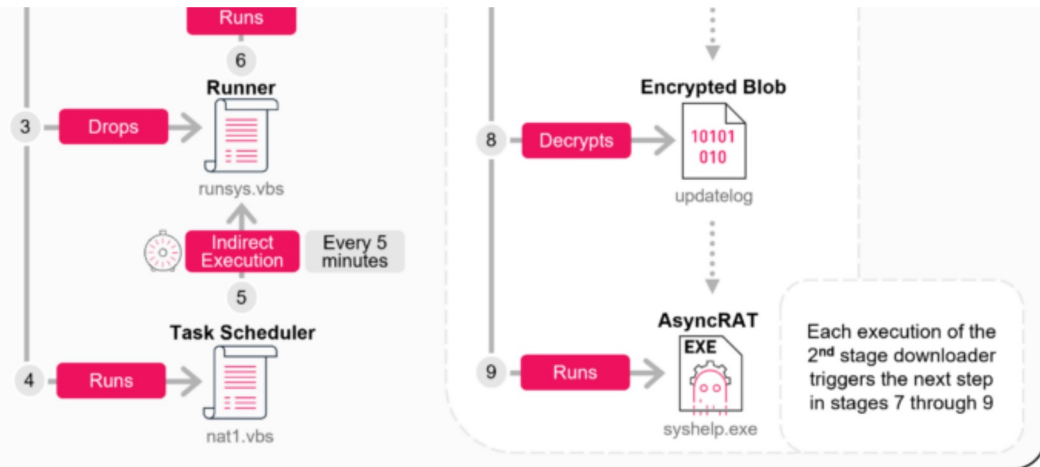 Runs
6
Runner
3
Drops
runsys.vbs
Indirect
Execution
Every 5
minutes
5
Task Scheduler
4
Runs
nat1.vbs
Encrypted Blob
8
Decrypts
10101
010
updatelog
AsyncRAT
EXE
9
Runs
syshelp.exe
Each execution of the
2nd stage downloader
triggers the next step
in stages 7 through 9